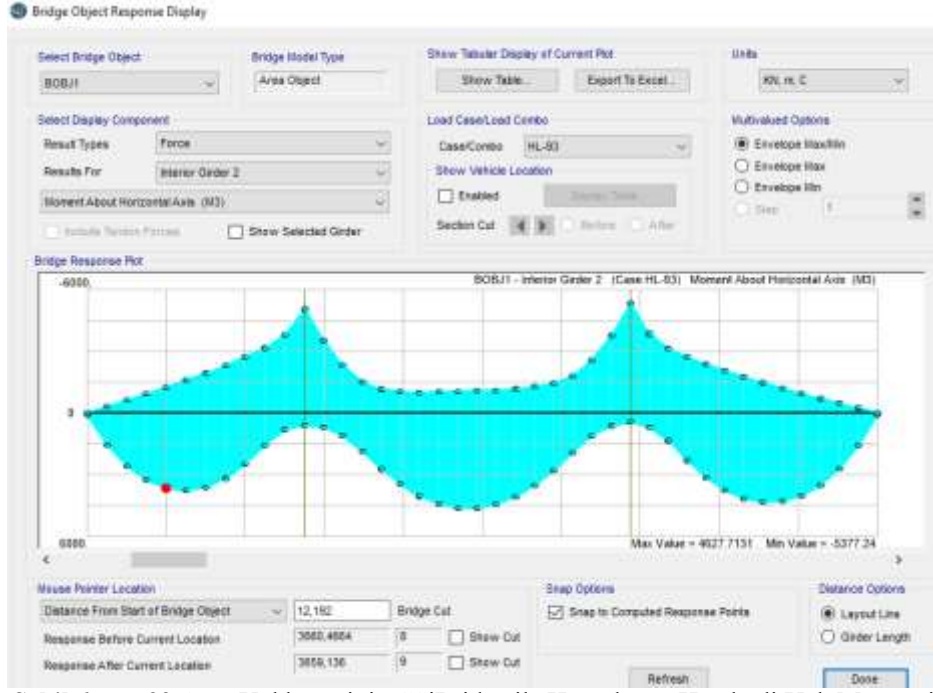 Bridge Object Response Display
Select Bridge Object
BOBJ1
Bridge Model Type
Area Object
Show Tabular Display of Current Plot
Show Table...
Export To Excel...
Units
KN, m, C
Select Display Component
Result Types
Force
Results For
Interior Girder 2
Moment About Horizontal Axis (M3)
Include Tendon Forces
Show Selected Girder
Load Case/Load Combo
Case/Combo
HL-93
Show Vehicle Location
Enabled
Section Cut
Before
After
Multivalued Options
Envelope Max/Min
Envelope Max
Envelope Min
Step
1
Bridge Response Plot
-6000,
BOBJ1 - Interior Girder 2 (Case HL-93) Moment About Horizontal Axis (M3)
0
6000,
Max Value = 4627.7131 Min Value = -5377.24
Mouse Pointer Location
Distance From Start of Bridge Object
12,192
Bridge Cut
Response Before Current Location
8
Show Cut
Response After Current Location
3659,136
9
Show Cut
Snap Options
Snap to Computed Response Points
Distance Options
Layout Line
Girder Length
Refresh
Done